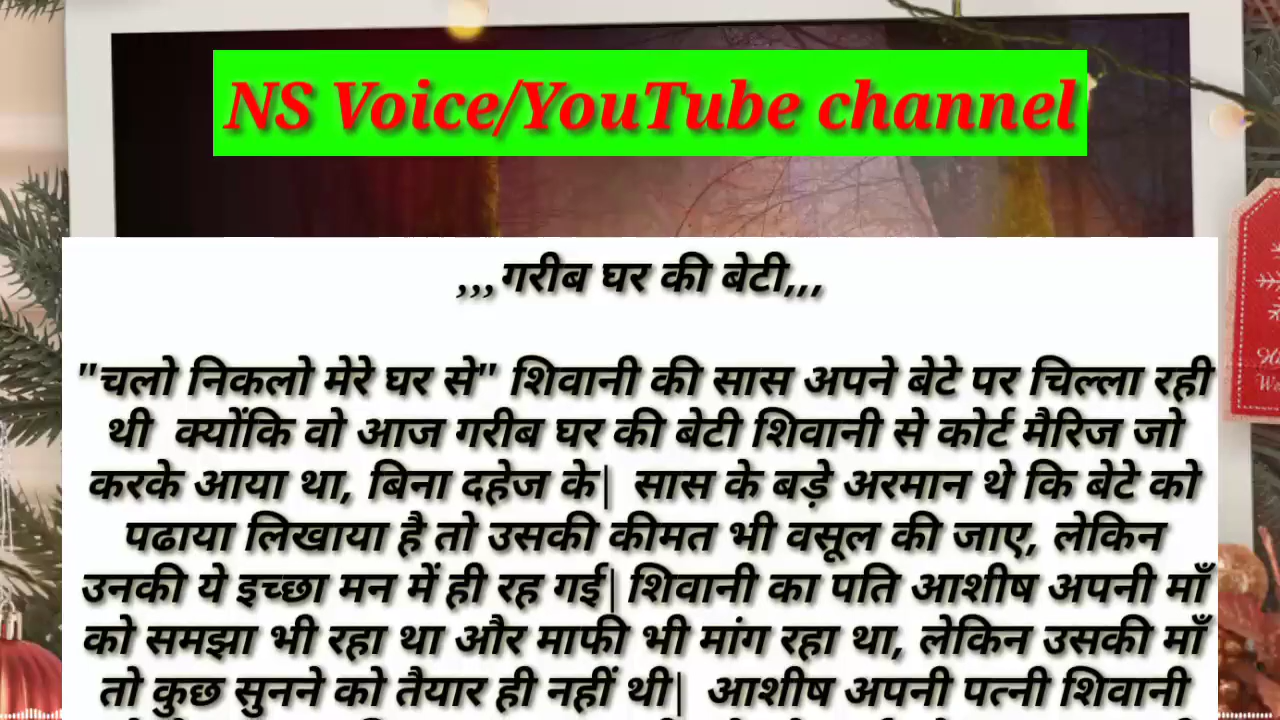 NS Voice/YouTube channel
,,,गरीब घर की बेटी,,,
"चलो निकलो मेरे घर से" शिवानी की सास अपने बेटे पर चिल्ला रही
थी क्योंकि वो आज गरीब घर की बेटी शिवानी से कोर्ट मैरिज जो
करके आया था, बिना दहेज के| सास के बड़े अरमान थे कि बेटे को
पढाया लिखाया है तो उसकी कीमत भी वसूल की जाए, लेकिन
उनकी ये इच्छा मन में ही रह गई| शिवानी का पति आशीष अपनी माँ
को समझा भी रहा था और माफी भी मांग रहा था, लेकिन उसकी माँ
तो कुछ सुनने को तैयार ही नहीं थी| आशीष अपनी पत्नी शिवानी